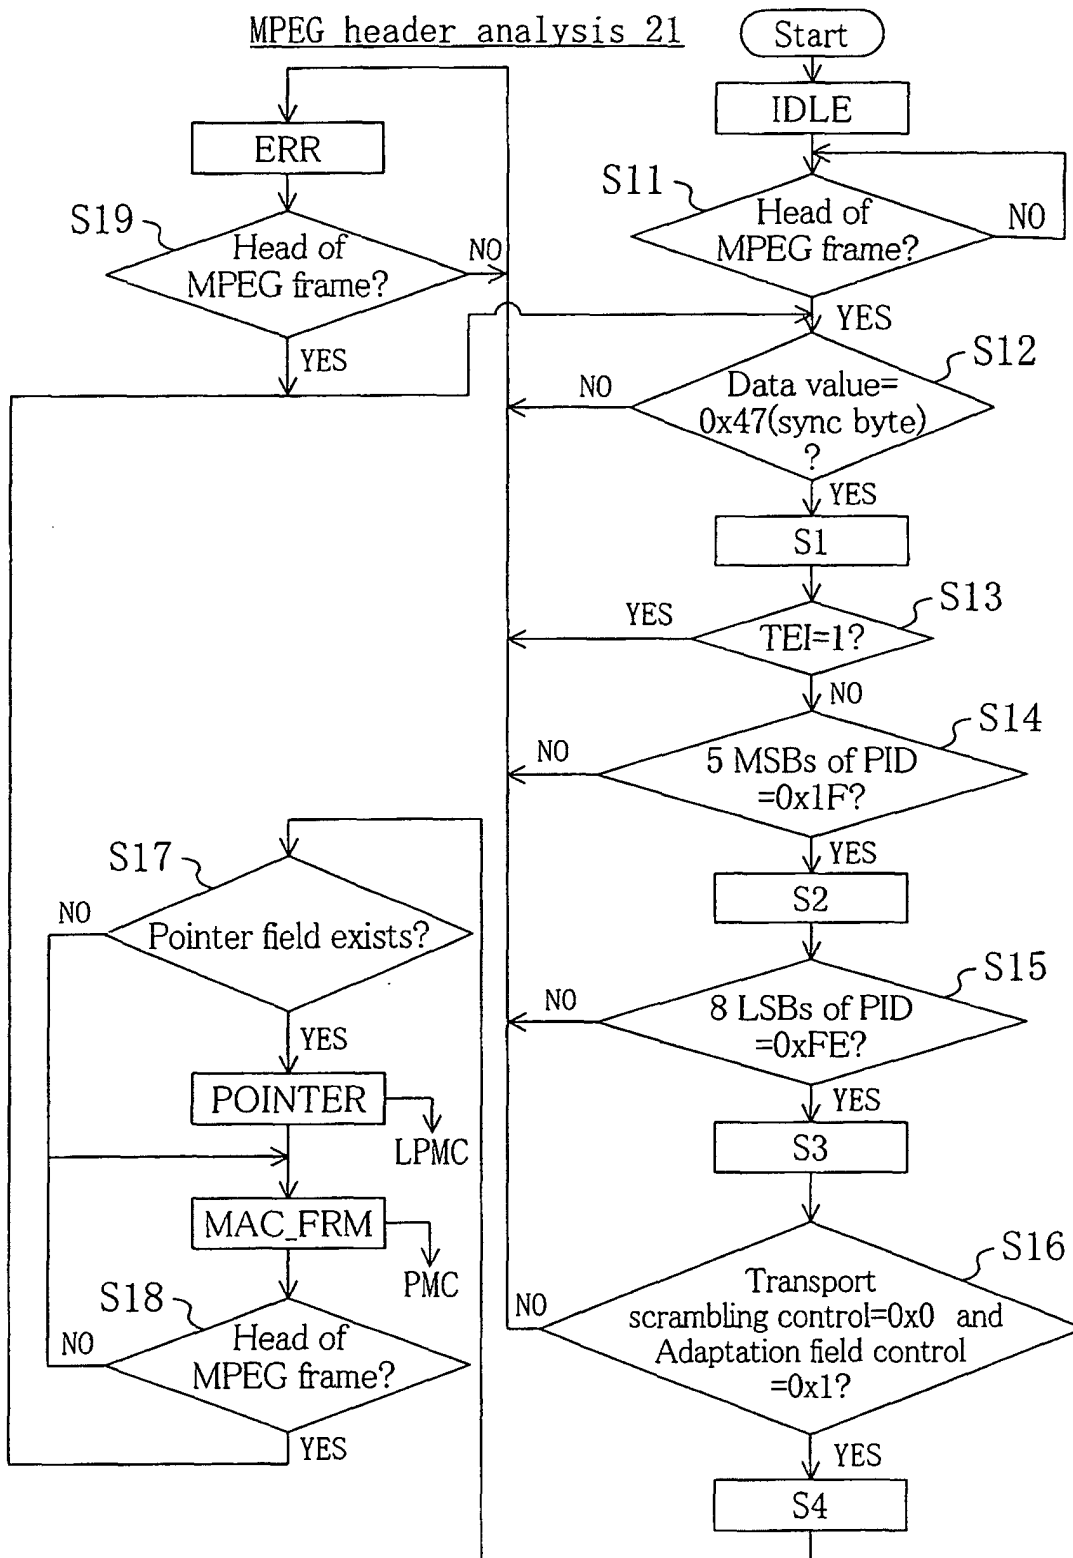 MPEG header analysis 21
Start
IDLE
ERR
S11
Head of
MPEG frame?
NO
S19
Head of
MPEG frame?
NO
YES
YES
S12
Data value=
0x47(sync byte)
?
NO
YES
S1
S13
TEI=1?
YES
NO
S14
5 MSBs of PID
=0x1F?
NO
YES
S2
S15
8 LSBs of PID
=0xFE?
NO
YES
S3
S16
Transport
scrambling control=0x0 and
Adaptation field control
=0x1?
NO
YES
S4
S17
Pointer field exists?
NO
YES
POINTER
LPMC
MAC_FRM
PMC
S18
Head of
MPEG frame?
NO
YES